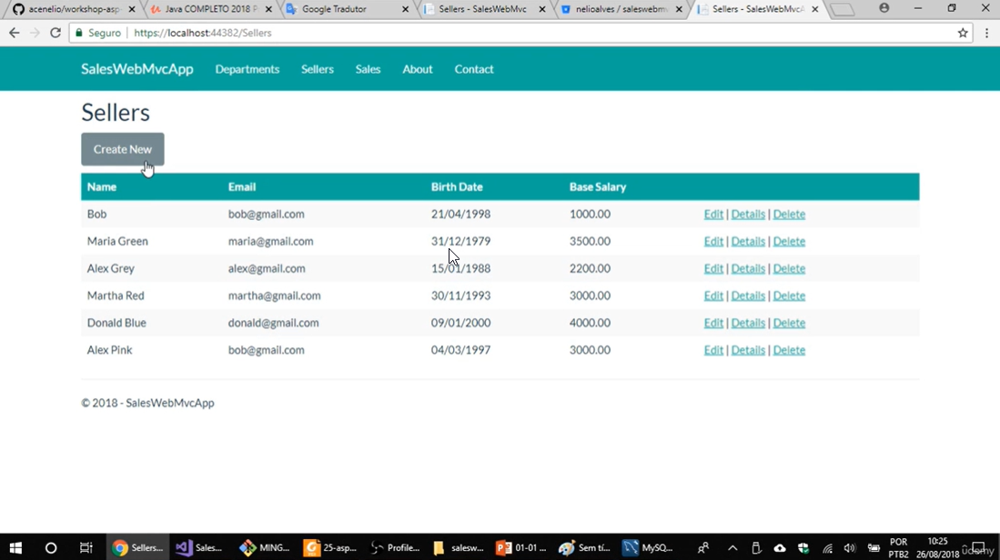 acenelio/workshop-asp
Java COMPLETO 2018 P
Google Tradutor
Sellers - SalesWebMvc
nelioalves / saleswebm
Sellers - SalesWebMvcA
Seguro
https://localhost:44382/Sellers
SalesWebMvcApp Departments Sellers Sales About Contact
Sellers
Create New
Name Email Birth Date Base Salary
Bob bob@gmail.com 21/04/1998 1000.00 Edit | Details | Delete
Maria Green maria@gmail.com 31/12/1979 3500.00 Edit | Details | Delete
Alex Grey alex@gmail.com 15/01/1988 2200.00 Edit | Details | Delete
Martha Red martha@gmail.com 30/11/1993 3000.00 Edit | Details | Delete
Donald Blue donald@gmail.com 09/01/2000 4000.00 Edit | Details | Delete
Alex Pink bob@gmail.com 04/03/1997 3000.00 Edit | Details | Delete
© 2018 - SalesWebMvcApp
Sellers... Sales... MING... 25-asp... Profile... salesw... 01-01 ... Sem tí... MySQ...
POR 10:25
PTB2 26/08/2018
udemy